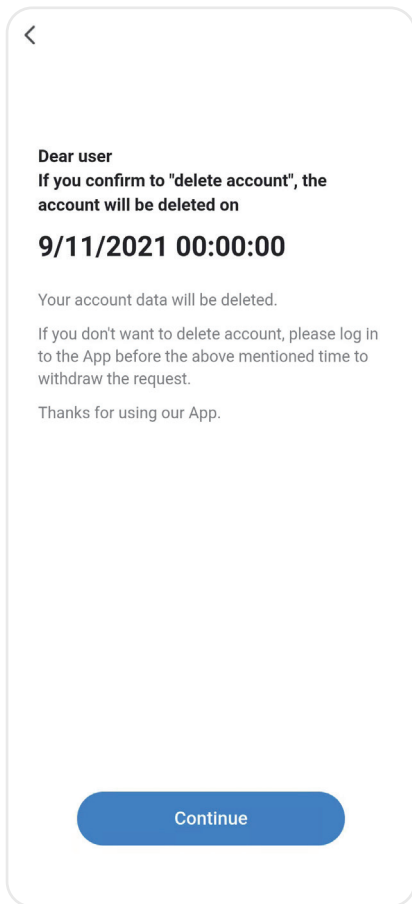 Dear user
If you confirm to "delete account", the
account will be deleted on
9/11/2021 00:00:00
Your account data will be deleted.
If you don't want to delete account, please log in
to the App before the above mentioned time to
withdraw the request.
Thanks for using our App.
Continue